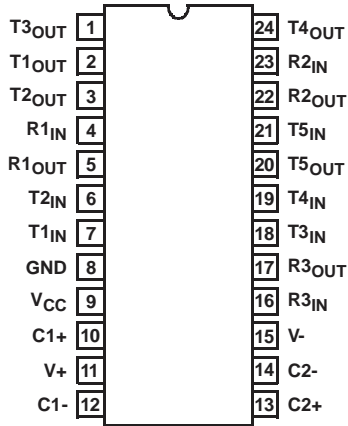 T3OUT 1 24 T4OUT
T1OUT 2 23 R2IN
T2OUT 3 22 R2OUT
R1IN 4 21 T5IN
R1OUT 5 20 T5OUT
T2IN 6 19 T4IN
T1IN 7 18 T3IN
GND 8 17 R3OUT
VCC 9 16 R3IN
C1+ 10 15 V-
V+ 11 14 C2-
C1- 12 13 C2+